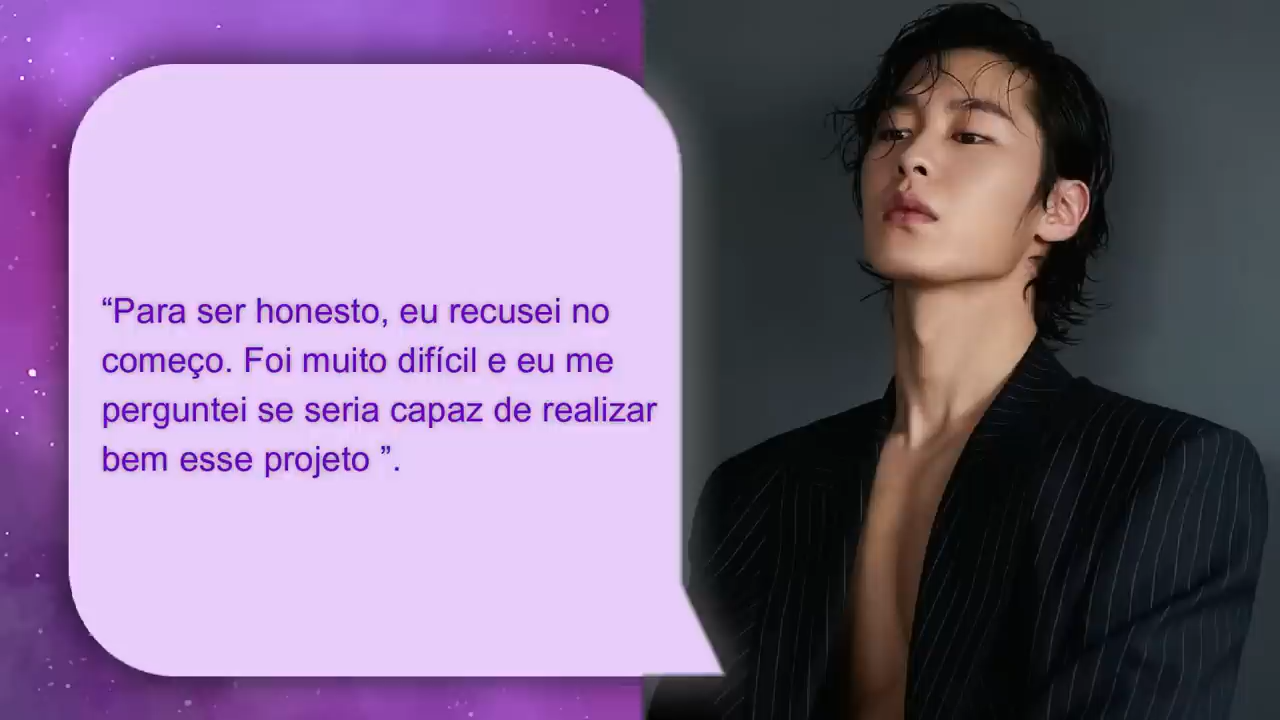 “Para ser honesto, eu recusei no
começo. Foi muito difícil e eu me
perguntei se seria capaz de realizar
bem esse projeto ”.